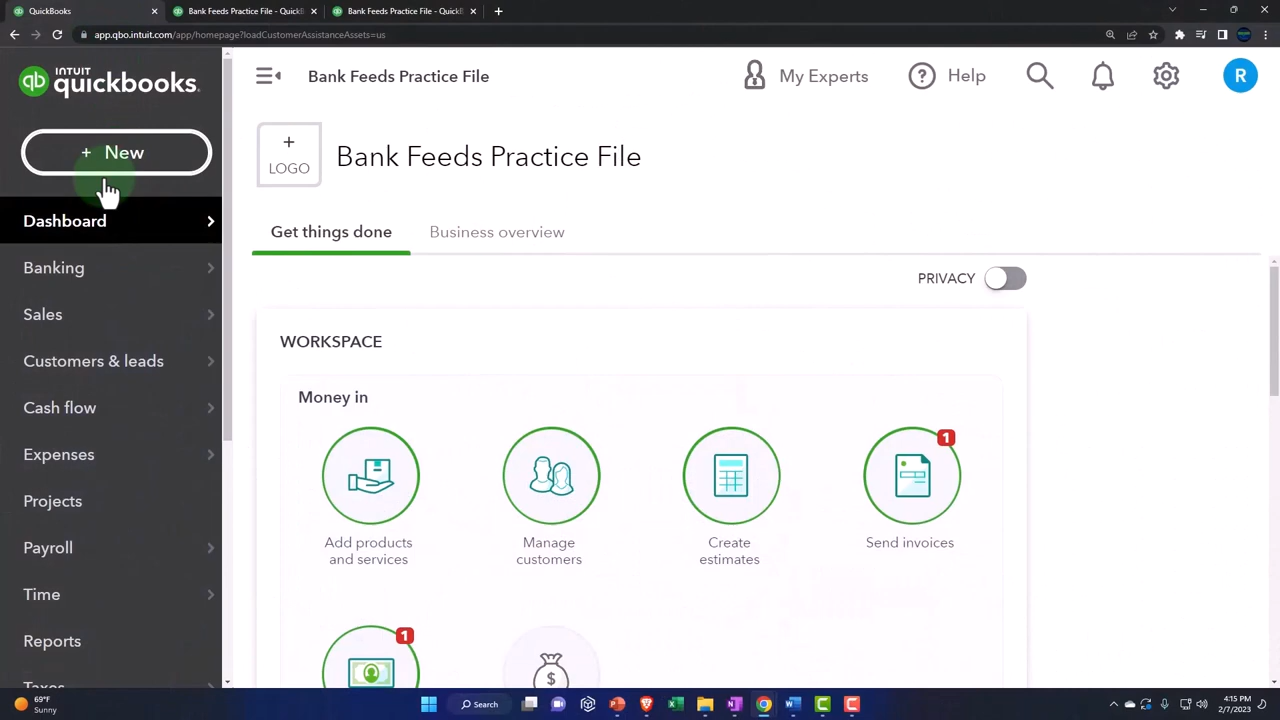 QuickBooks
Bank Feeds Practice File - QuickB
Bank Feeds Practice File - QuickB
app.qbo.intuit.com/app/homepage?loadCustomerAssistanceAssets=us
INTUIT
quickbooks.
qb
+ New
Dashboard
Banking
Sales
Customers & leads
Cash flow
Expenses
Projects
Payroll
Time
Reports
Taxes
Bank Feeds Practice File
My Experts
? Help
R
+
LOGO
Bank Feeds Practice File
Get things done
Business overview
PRIVACY
WORKSPACE
Money in
1
Add products
and services
Manage
customers
Create
estimates
Send invoices
1
$
69°F
Sunny
Search
4:15 PM
2/7/2023